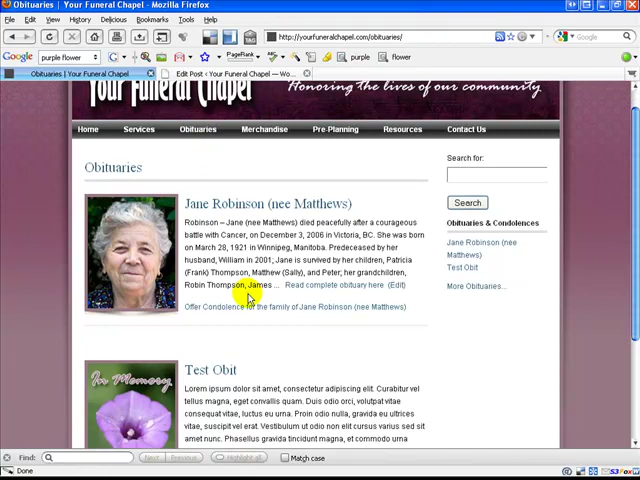 Obituaries | Your Funeral Chapel - Mozilla Firefox
File Edit View History Bookmarks Tools Help
http://yourfuneralchapel.com/obituaries/ Google
Google purple flower PageRank Check purple flower
Obituaries | Your Funeral Chapel Edit Post < Your Funeral Chapel — Wo...
Your Funeral Chapel Honoring the lives of our community
Home Services Obituaries Merchandise Pre-Planning Resources Contact Us
Obituaries
Jane Robinson (nee Matthews)
Robinson – Jane (nee Matthews) died peacefully after a courageous
battle with Cancer, on December 3, 2006 in Victoria, BC. She was born
on March 28, 1921 in Winnipeg, Manitoba. Predeceased by her
husband, William in 2001; Jane is survived by her children, Patricia
(Frank) Thompson, Matthew (Sally), and Peter; her grandchildren,
Robin Thompson, James ... Read complete obituary here (Edit)
Offer Condolence for the family of Jane Robinson (nee Matthews)
In Memory
Test Obit
Lorem ipsum dolor sit amet, consectetur adipiscing elit. Curabitur vel
tellus magna, eget convallis quam. Duis odio orci, volutpat vitae
consequat vitae, luctus eu mirus. Proin odio nulla, gravida eu ultrices
vitae. Vestibulum ut odio non tortor varius rutrum sit
amet nunc. Phasellus gravida tincidunt magna, et commodo urna
Search for:
Search
Obituaries & Condolences
Jane Robinson (nee
Matthews)
Test Obit
More Obituaries...
Find: Next Previous Highlight all Match case
Done S3Fox